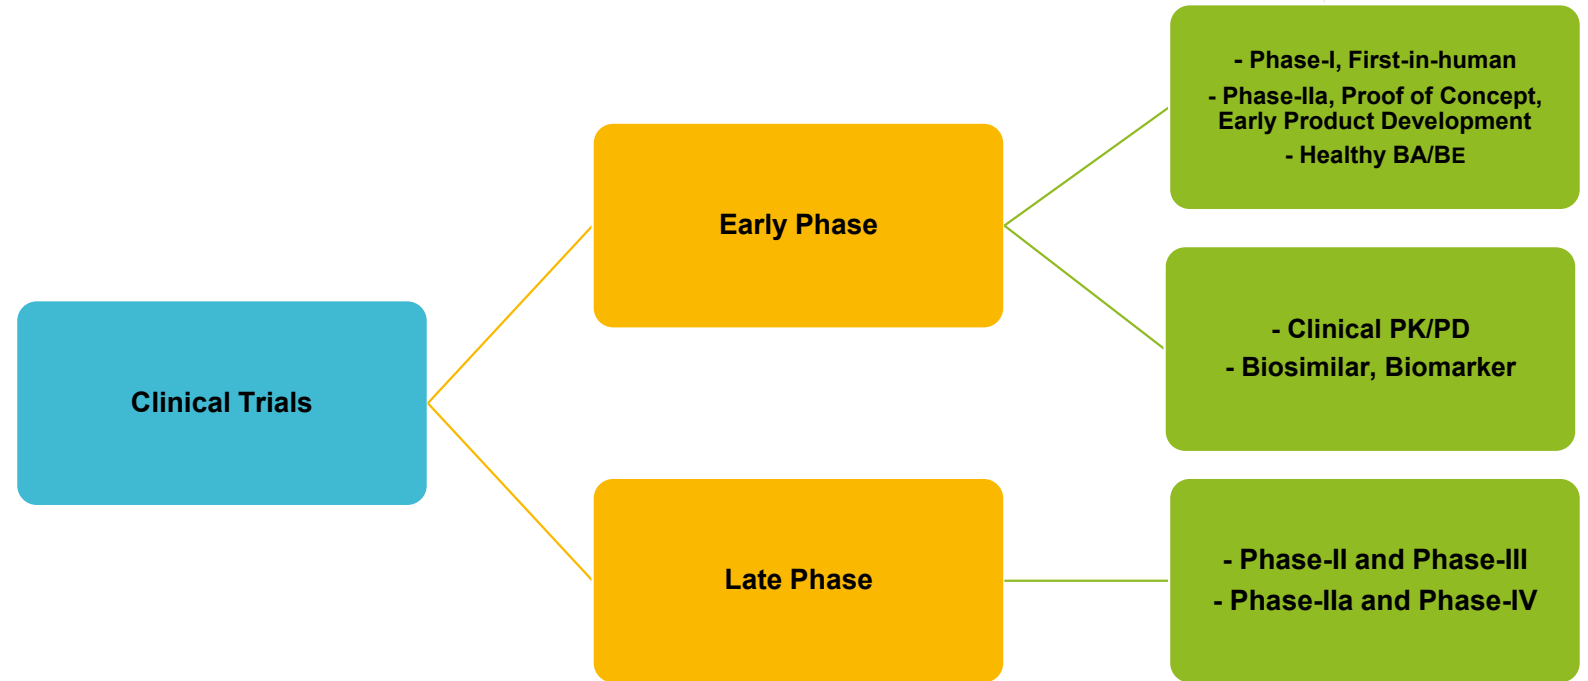 Clinical Trials
Early Phase
- Phase-I, First-in-human
- Phase-IIa, Proof of Concept,
Early Product Development
- Healthy BA/BE
- Clinical PK/PD
- Biosimilar, Biomarker
Late Phase
- Phase-II and Phase-III
- Phase-IIa and Phase-IV